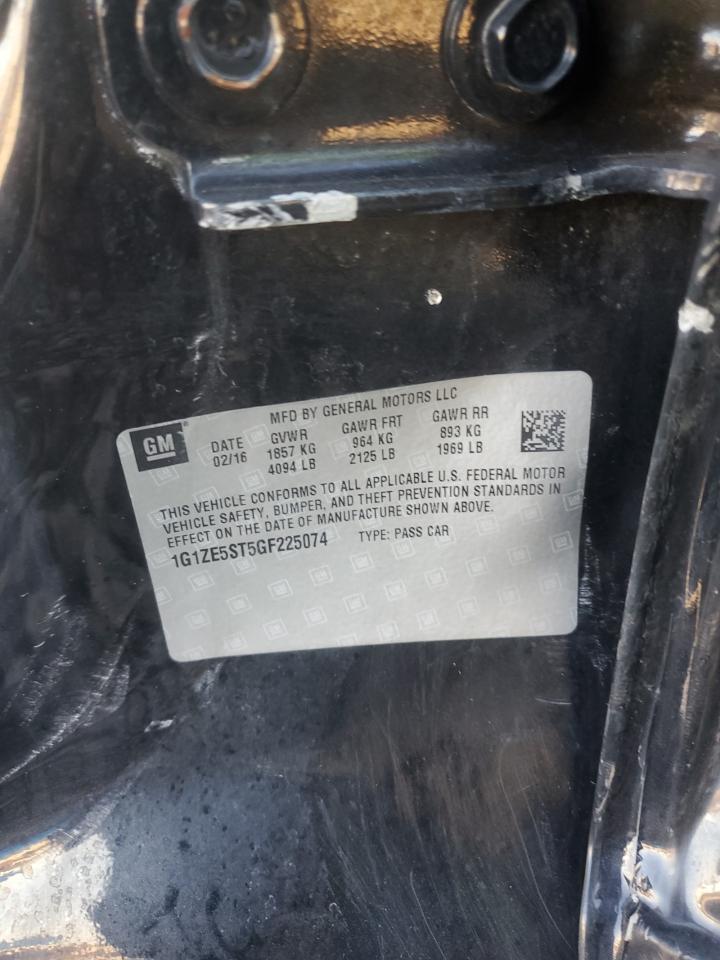 MFD BY GENERAL MOTORS LLC
GM
DATE GVWR GAWR FRT GAWR RR
02/16 1857 KG 964 KG 893 KG
4094 LB 2125 LB 1969 LB
THIS VEHICLE CONFORMS TO ALL APPLICABLE U.S. FEDERAL MOTOR
VEHICLE SAFETY, BUMPER, AND THEFT PREVENTION STANDARDS IN
EFFECT ON THE DATE OF MANUFACTURE SHOWN ABOVE.
1G1ZE5ST5GF225074 TYPE: PASS CAR